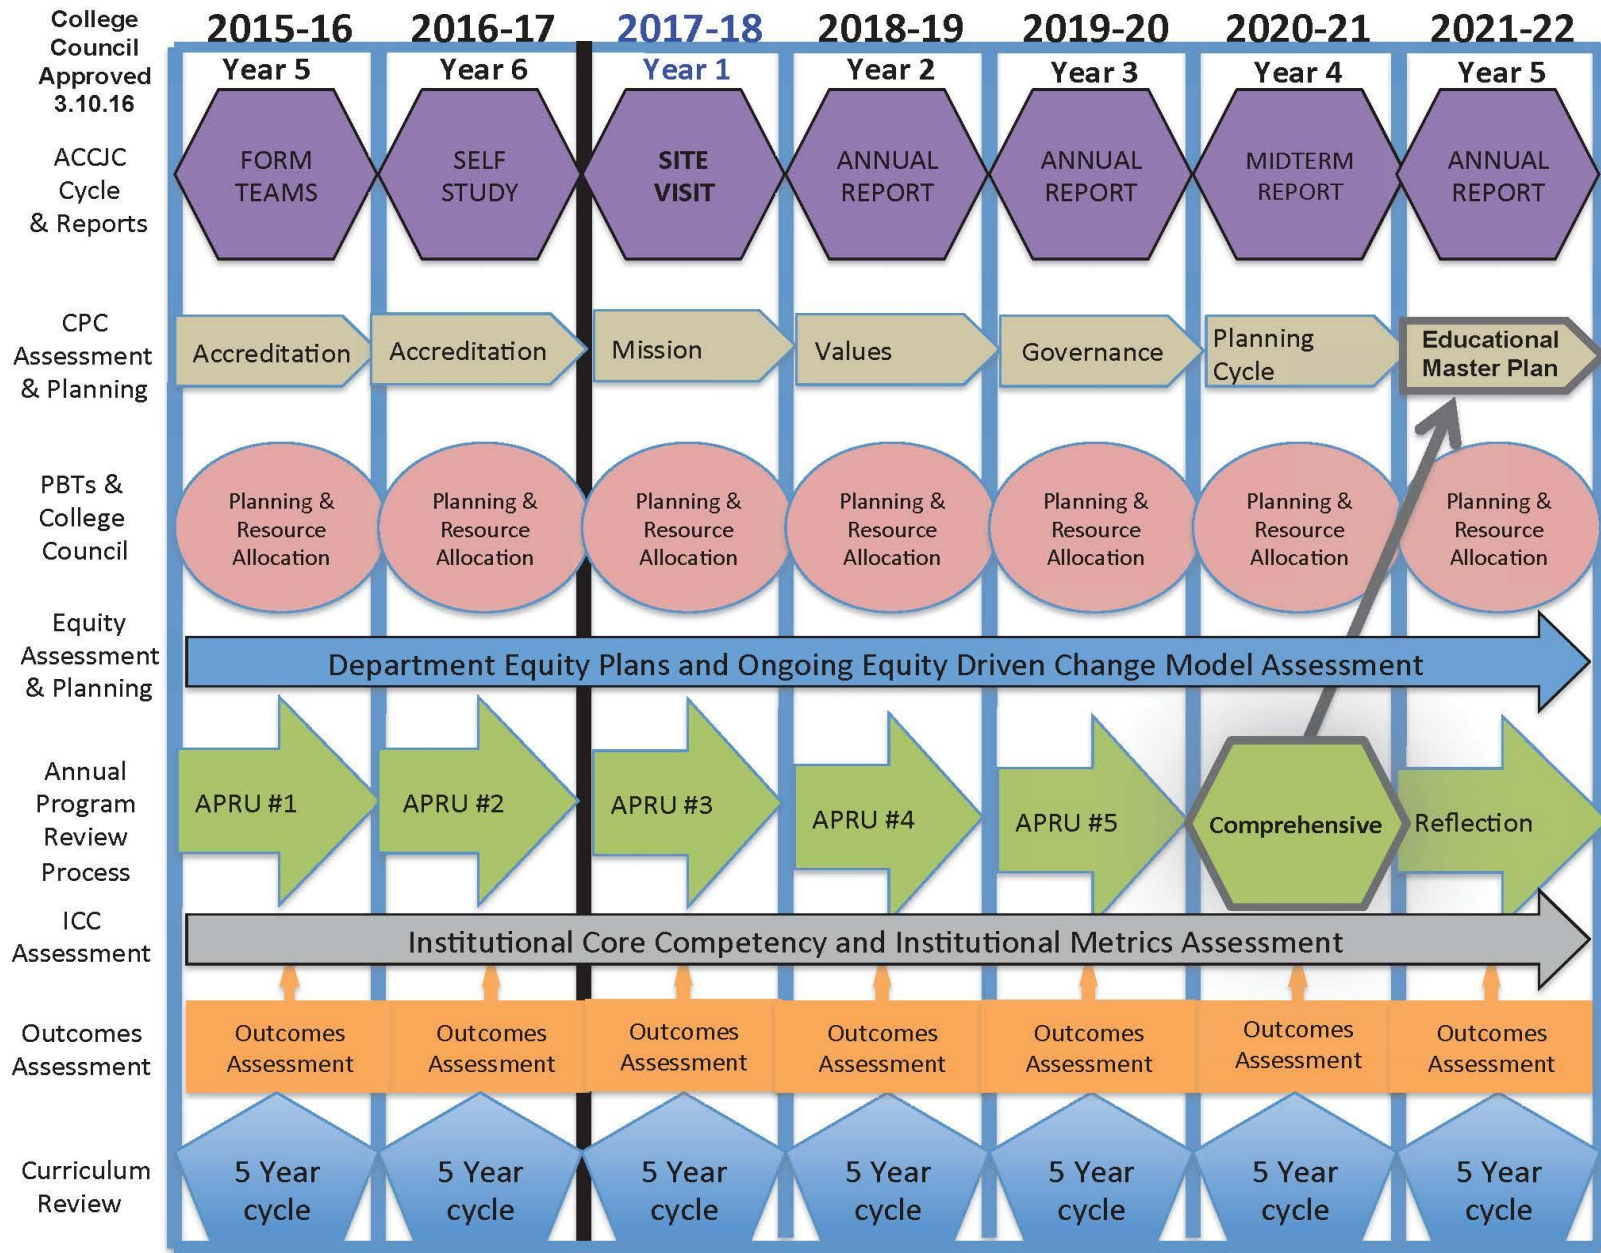 College
Council
Approved
3.10.16
2015-16 2016-17 2017-18 2018-19 2019-20 2020-21 2021-22
Year 5 Year 6 Year 1 Year 2 Year 3 Year 4 Year 5
ACCJC
Cycle
& Reports
FORM
TEAMS
SELF
STUDY
SITE
VISIT
ANNUAL
REPORT
ANNUAL
REPORT
MIDTERM
REPORT
ANNUAL
REPORT
CPC
Assessment
& Planning
Accreditation
Accreditation
Mission
Values
Governance
Planning
Cycle
Educational
Master Plan
PBTs &
College
Council
Planning &
Resource
Allocation
Planning &
Resource
Allocation
Planning &
Resource
Allocation
Planning &
Resource
Allocation
Planning &
Resource
Allocation
Planning &
Resource
Allocation
Planning &
Resource
Allocation
Equity
Assessment
& Planning
Department Equity Plans and Ongoing Equity Driven Change Model Assessment
Annual
Program
Review
Process
APRU #1
APRU #2
APRU #3
APRU #4
APRU #5
Comprehensive
Reflection
ICC
Assessment
Institutional Core Competency and Institutional Metrics Assessment
Outcomes
Assessment
Outcomes
Assessment
Outcomes
Assessment
Outcomes
Assessment
Outcomes
Assessment
Outcomes
Assessment
Outcomes
Assessment
Outcomes
Assessment
Curriculum
Review
5 Year
cycle
5 Year
cycle
5 Year
cycle
5 Year
cycle
5 Year
cycle
5 Year
cycle
5 Year
cycle